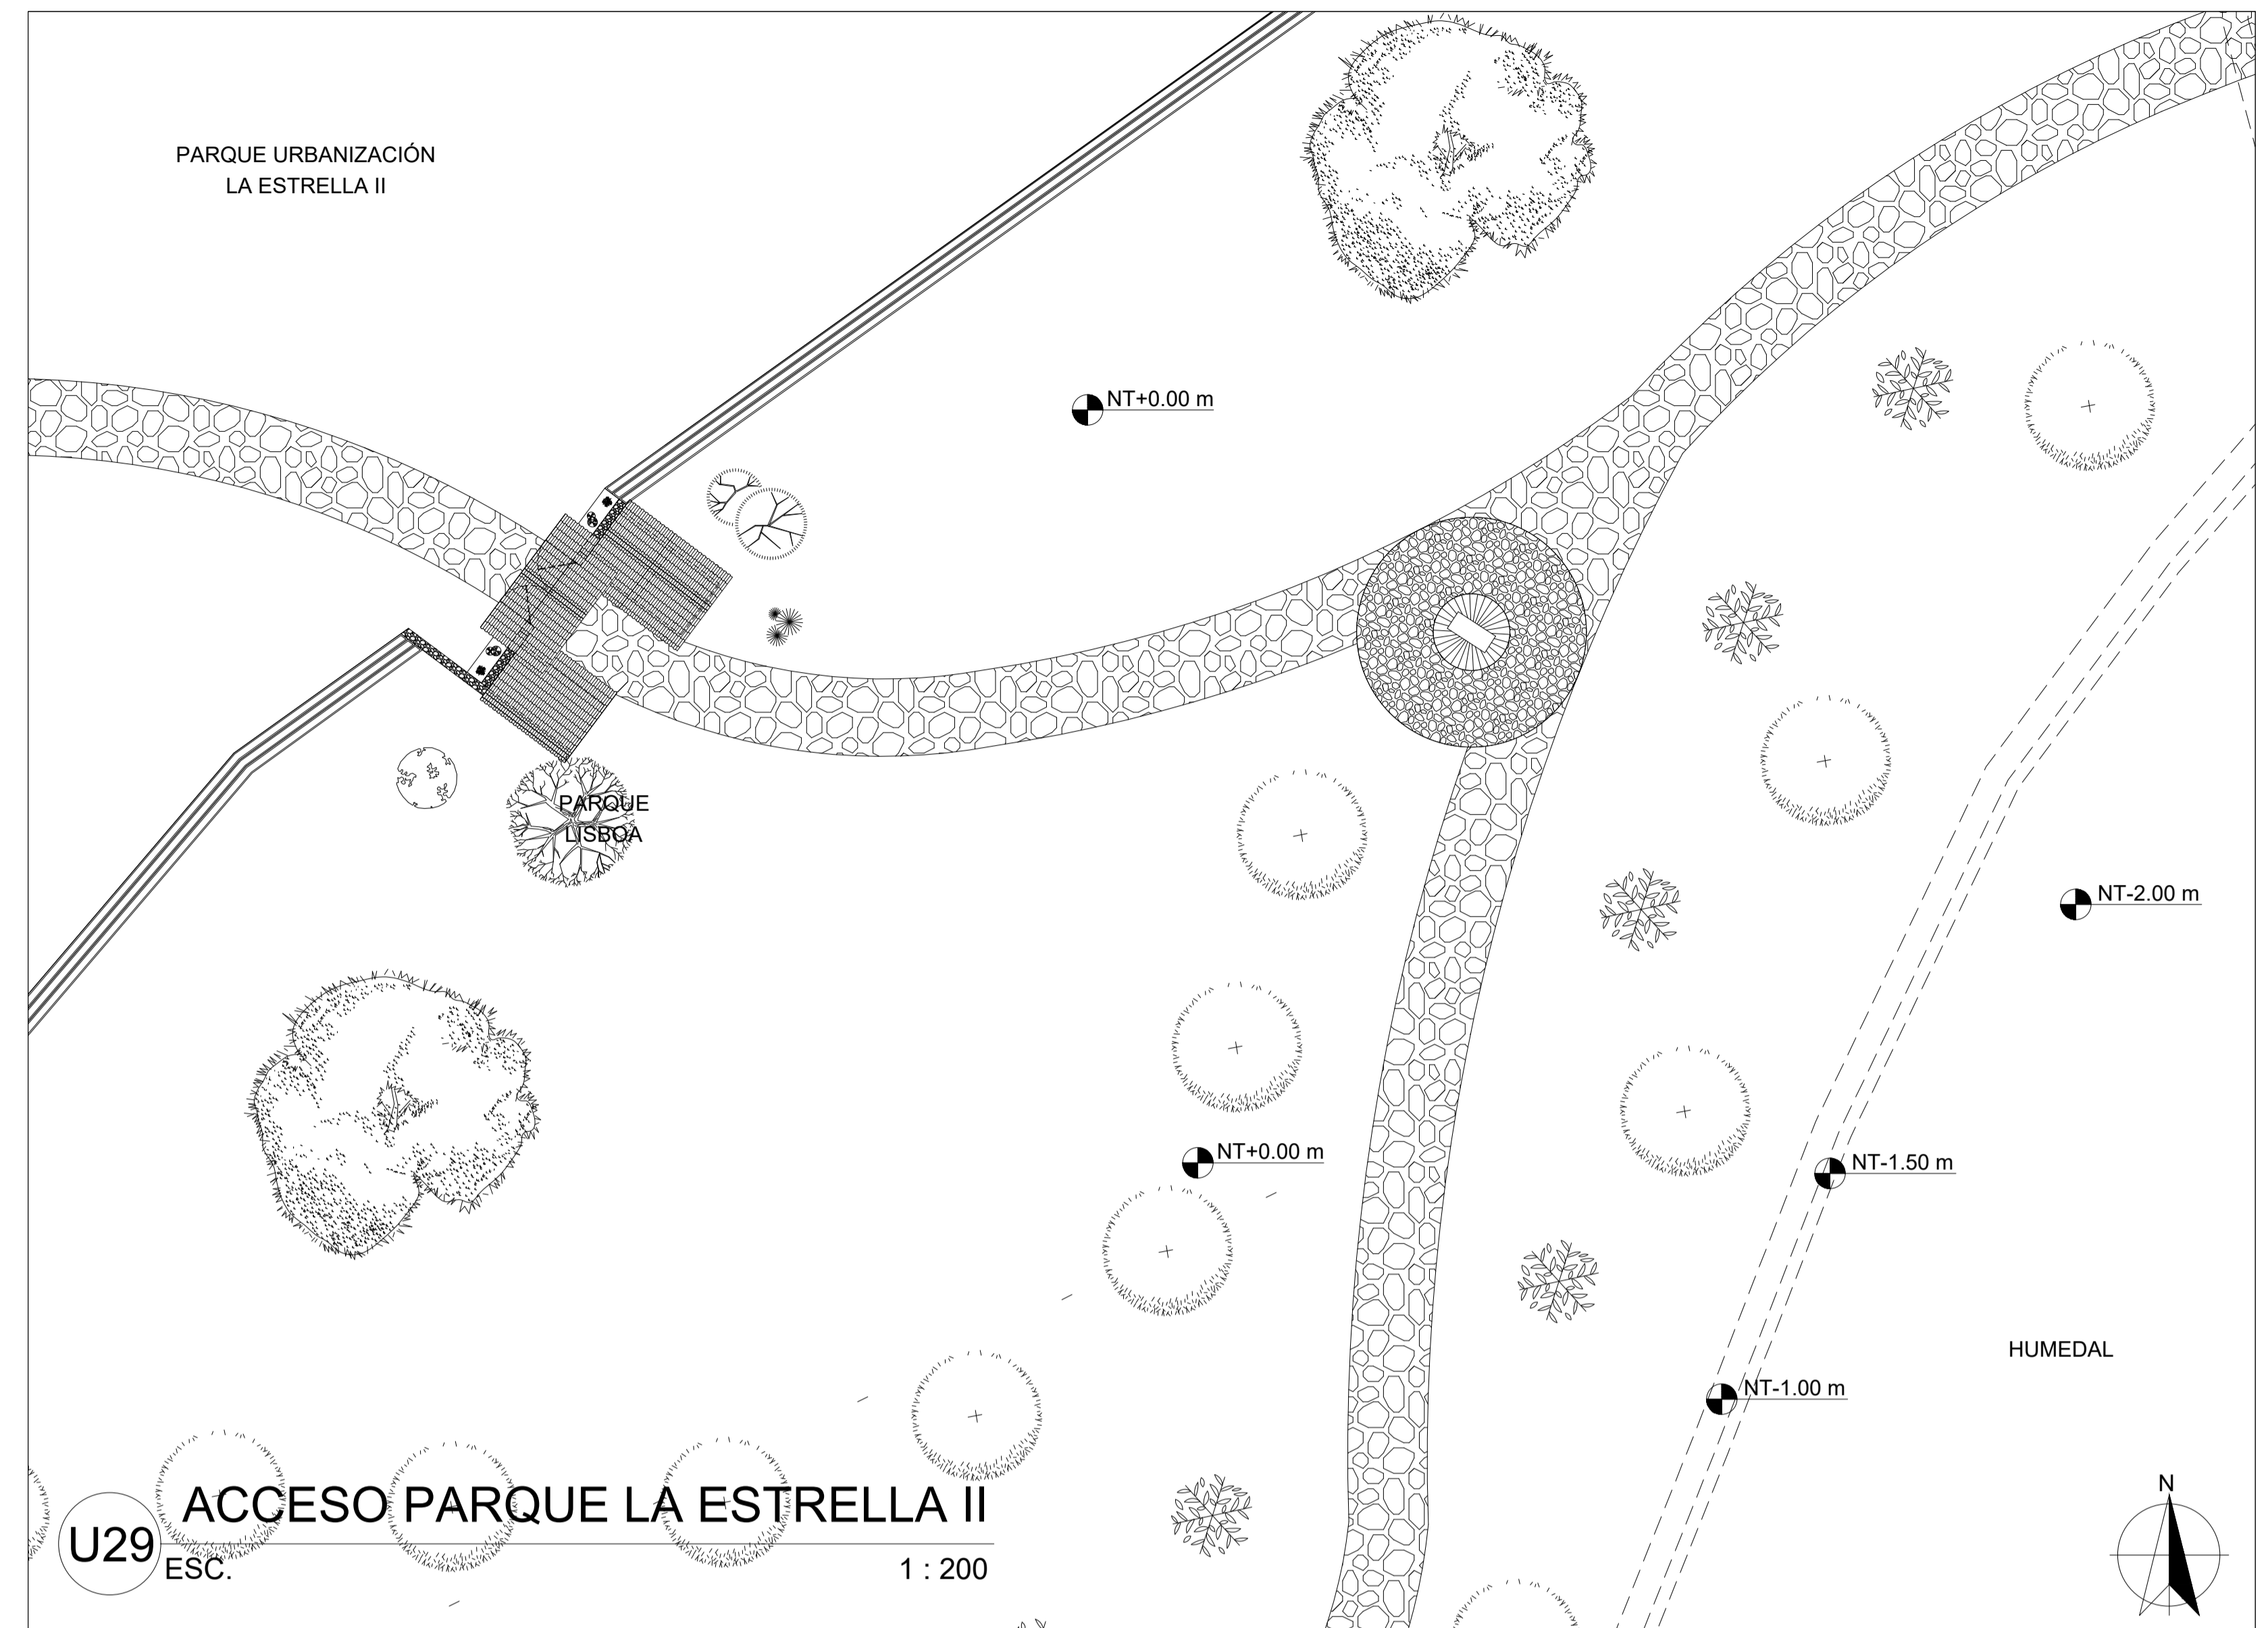 PARQUE URBANIZACIÓN
LA ESTRELLA II
NT+0.00 m
PARQUE
LISBOA
NT-2.00 m
NT+0.00 m
NT-1.50 m
HUMEDAL
NT-1.00 m
N
U29
ACCESO PARQUE LA ESTRELLA II
ESC.
1 : 200